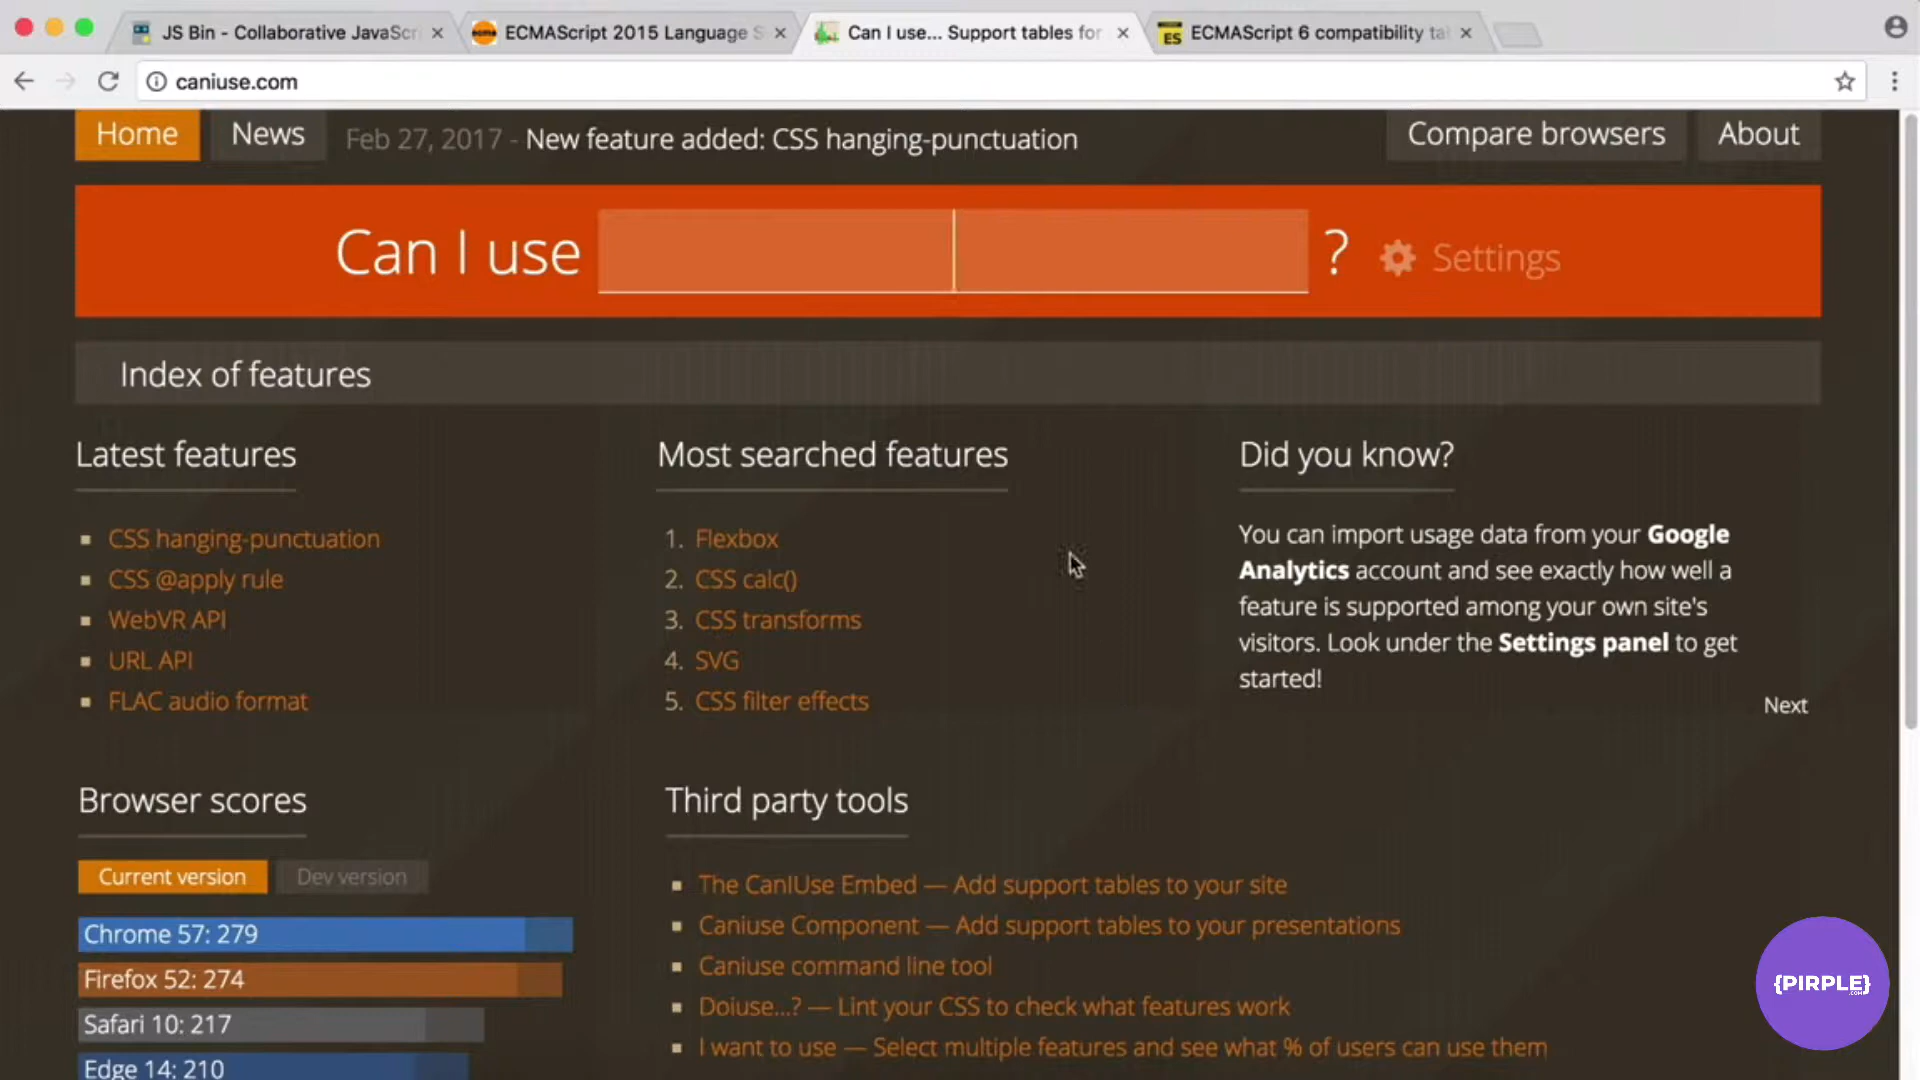 JS Bin - Collaborative JavaScri
ECMAScript 2015 Language S
Can I use... Support tables for
ES
ECMAScript 6 compatibility ta
caniuse.com
Home
News
Feb 27, 2017 - New feature added: CSS hanging-punctuation
Compare browsers
About
Can I use
?
Settings
Index of features
Latest features
CSS hanging-punctuation
CSS @apply rule
WebVR API
URL API
FLAC audio format
Most searched features
1. Flexbox
2. CSS calc()
3. CSS transforms
4. SVG
5. CSS filter effects
Did you know?
You can import usage data from your Google
Analytics account and see exactly how well a
feature is supported among your own site's
visitors. Look under the Settings panel to get
started!
Next
Browser scores
Current version
Dev version
Chrome 57: 279
Firefox 52: 274
Safari 10: 217
Edge 14: 210
Third party tools
The CanIUse Embed — Add support tables to your site
Caniuse Component — Add support tables to your presentations
Caniuse command line tool
Doiuse...? — Lint your CSS to check what features work
I want to use — Select multiple features and see what % of users can use them
{PIRPLE}
.COM